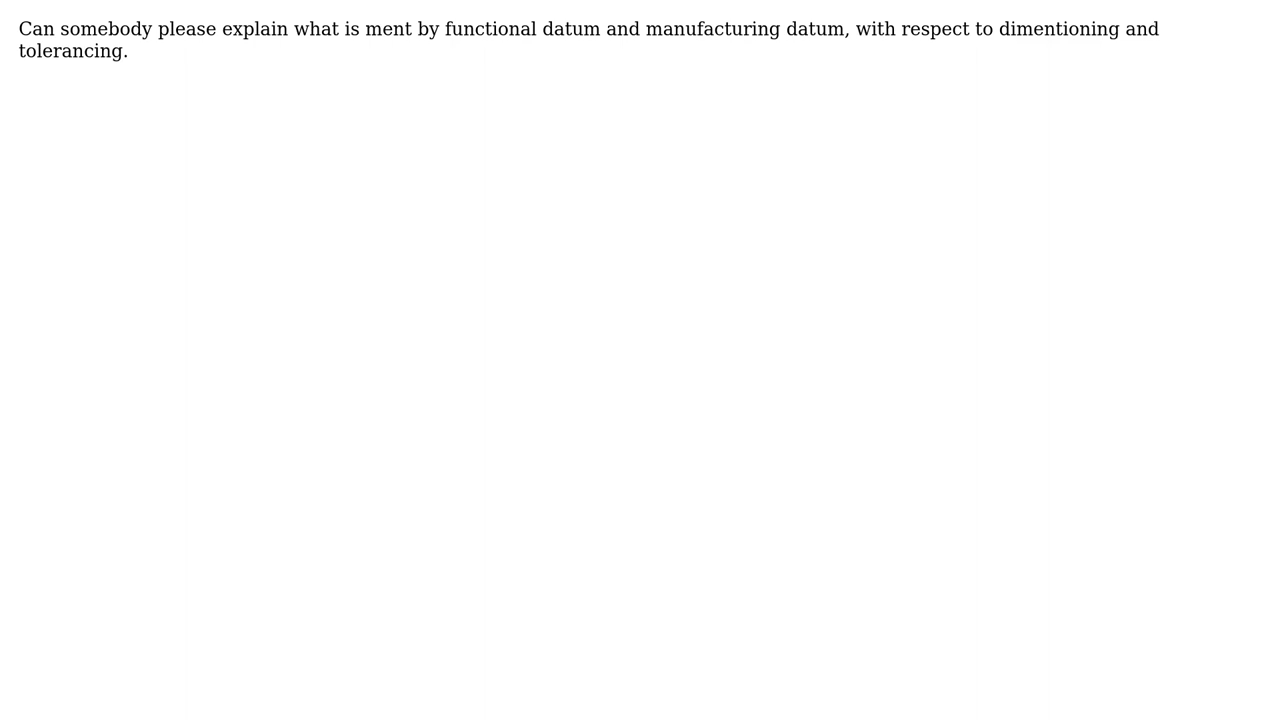 Can somebody please explain what is ment by functional datum and manufacturing datum, with respect to dimentioning and
tolerancing.